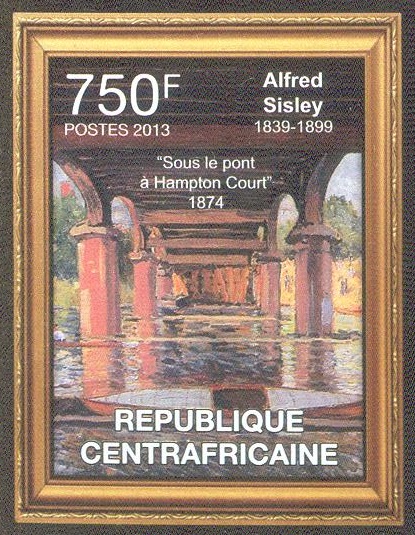 750F
POSTES 2013
Alfred
Sisley
1839-1899
“Sous le pont
à Hampton Court”
1874
REPUBLIQUE
CENTRAFRICAINE